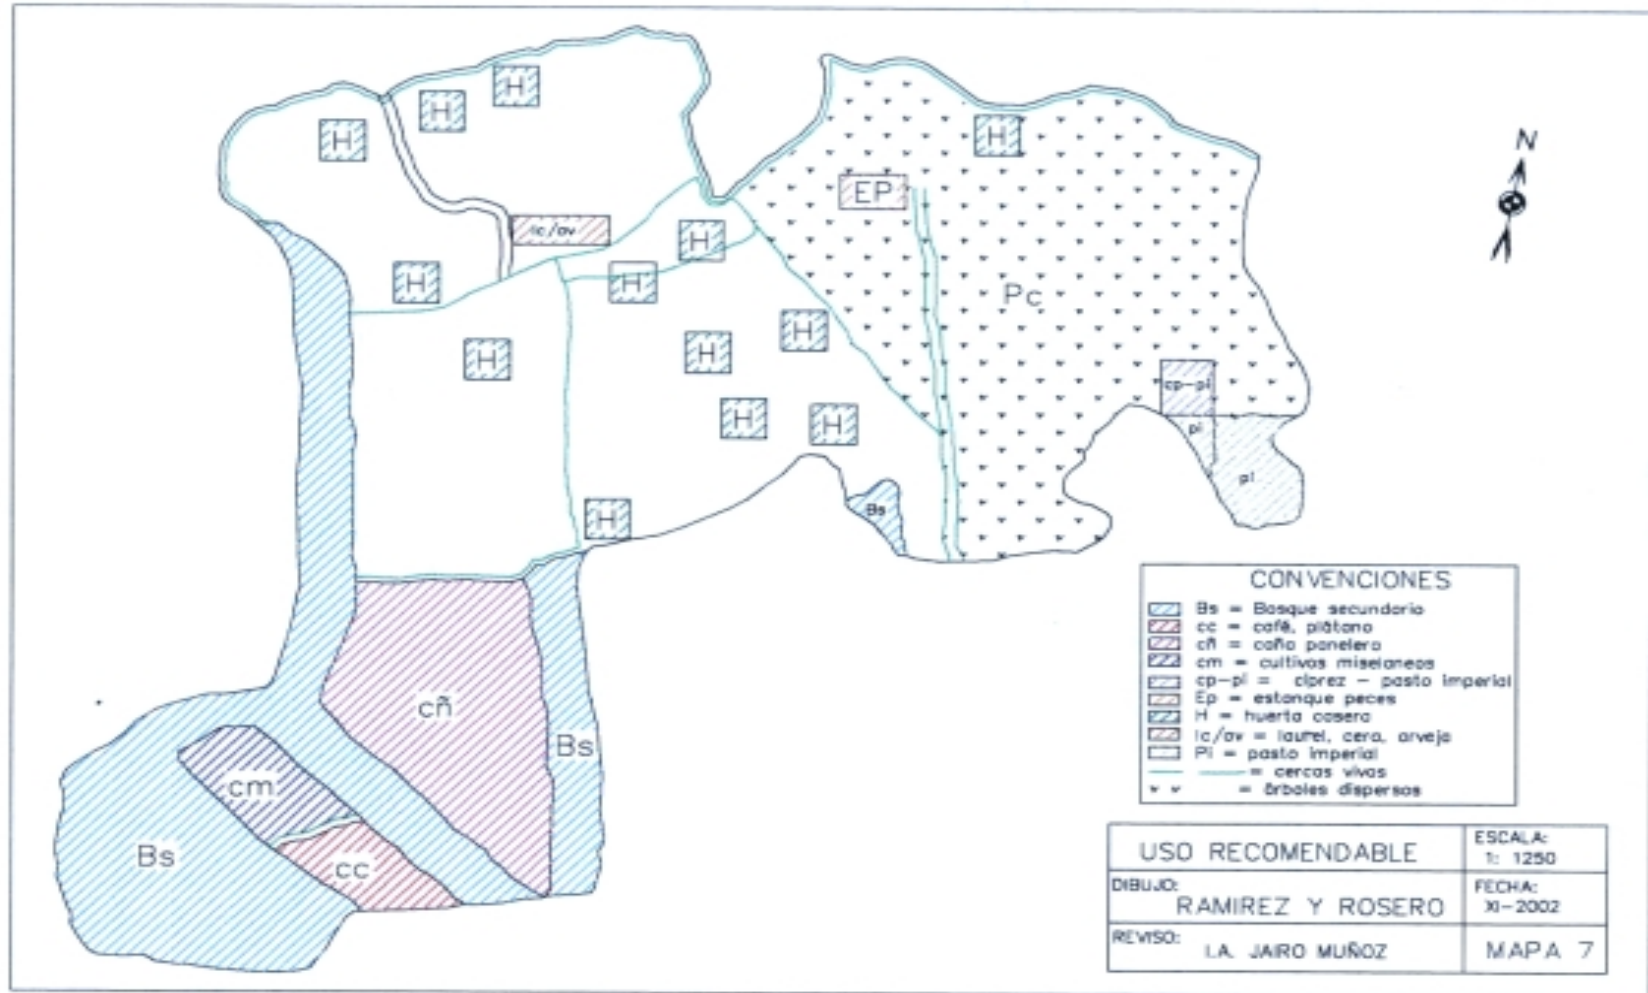 N
H
H
H
H
EP
lc/av
H
H
H
Pc
H
H
H
cp-pi
H
H
pi
pi
H
Bs
cñ
Bs
cm
Bs
cc
CONVENCIONES
Bs = Bosque secundario
cc = café, plátano
cñ = caña panelera
cm = cultivos miselaneos
cp-pi = ciprez - pasto imperial
Ep = estanque peces
H = huerta casera
lc/av = laurel, cera, arveja
Pi = pasto imperial
= cercas vivas
= árboles dispersos
USO RECOMENDABLE
ESCALA:
1: 1250
DIBUJO:
RAMIREZ Y ROSERO
FECHA:
XI-2002
REVISO:
I.A. JAIRO MUÑOZ
MAPA 7